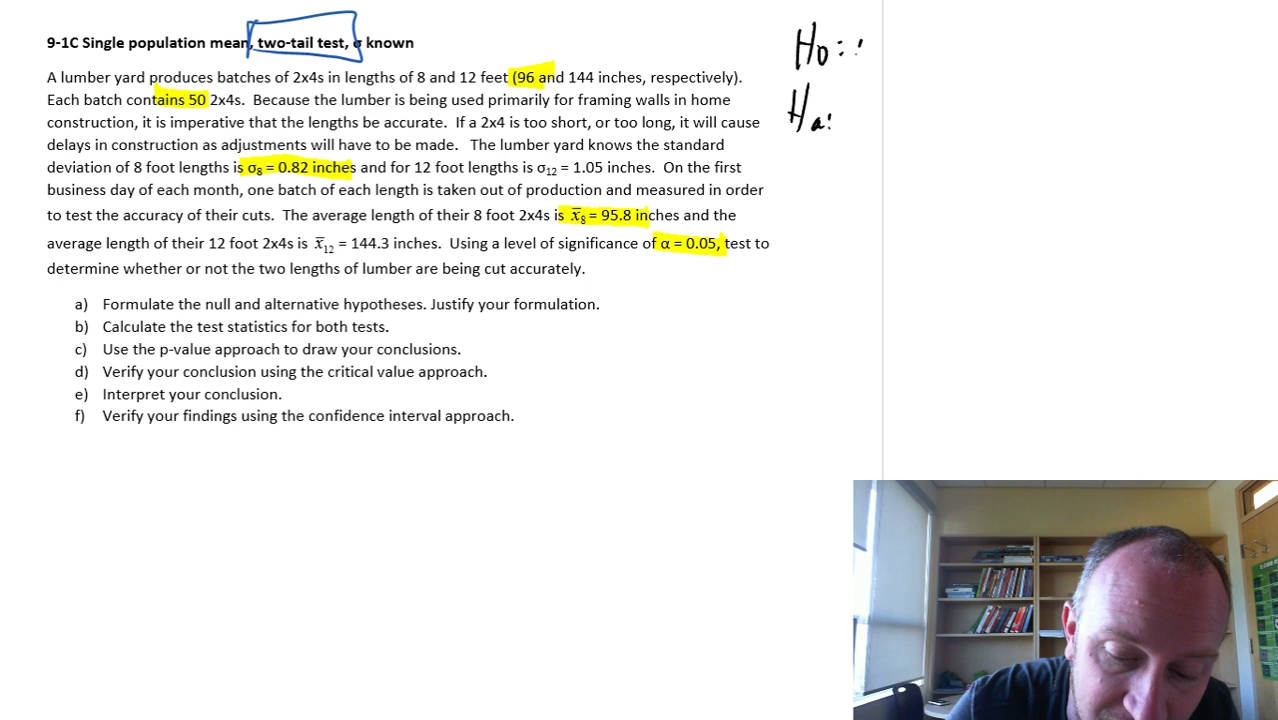 9-1C Single population mean, two-tail test, σ known
H₀:
A lumber yard produces batches of 2x4s in lengths of 8 and 12 feet (96 and 144 inches, respectively).
Each batch contains 50 2x4s. Because the lumber is being used primarily for framing walls in home
Hₐ:
construction, it is imperative that the lengths be accurate. If a 2x4 is too short, or too long, it will cause
delays in construction as adjustments will have to be made. The lumber yard knows the standard
deviation of 8 foot lengths is σ₈ = 0.82 inches and for 12 foot lengths is σ₁₂ = 1.05 inches. On the first
business day of each month, one batch of each length is taken out of production and measured in order
to test the accuracy of their cuts. The average length of their 8 foot 2x4s is x̅₈ = 95.8 inches and the
average length of their 12 foot 2x4s is x̅₁₂ = 144.3 inches. Using a level of significance of α = 0.05, test to
determine whether or not the two lengths of lumber are being cut accurately.
a) Formulate the null and alternative hypotheses. Justify your formulation.
b) Calculate the test statistics for both tests.
c) Use the p-value approach to draw your conclusions.
d) Verify your conclusion using the critical value approach.
e) Interpret your conclusion.
f) Verify your findings using the confidence interval approach.